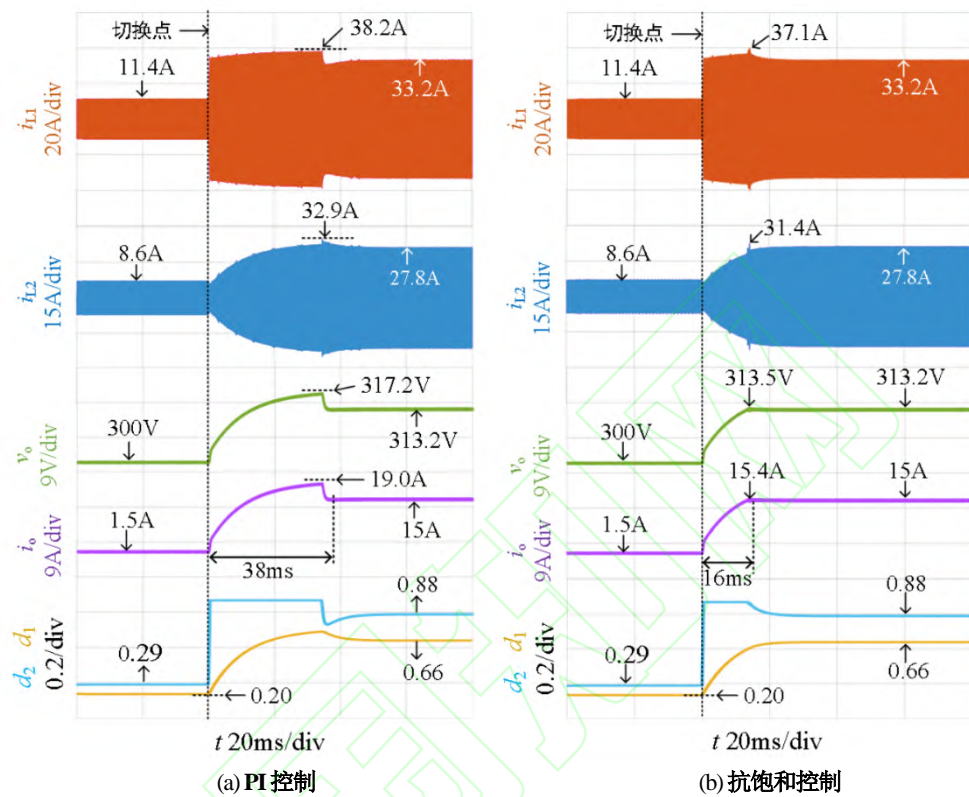 切换点
38.2A
11.4A
33.2A
i_L1
20A/div
32.9A
8.6A
27.8A
i_L2
15A/div
317.2V
300V
313.2V
v_o
9V/div
19.0A
1.5A
15A
i_o
9A/div
38ms
0.88
0.29
0.66
0.20
d_2 d_1
0.2/div
t 20ms/div
(a) PI 控制
切换点
37.1A
11.4A
33.2A
i_L1
20A/div
31.4A
8.6A
27.8A
i_L2
15A/div
313.5V
313.2V
300V
v_o
9V/div
15.4A
15A
1.5A
i_o
9A/div
16ms
0.88
0.29
0.66
0.20
d_2 d_1
0.2/div
t 20ms/div
(b) 抗饱和控制